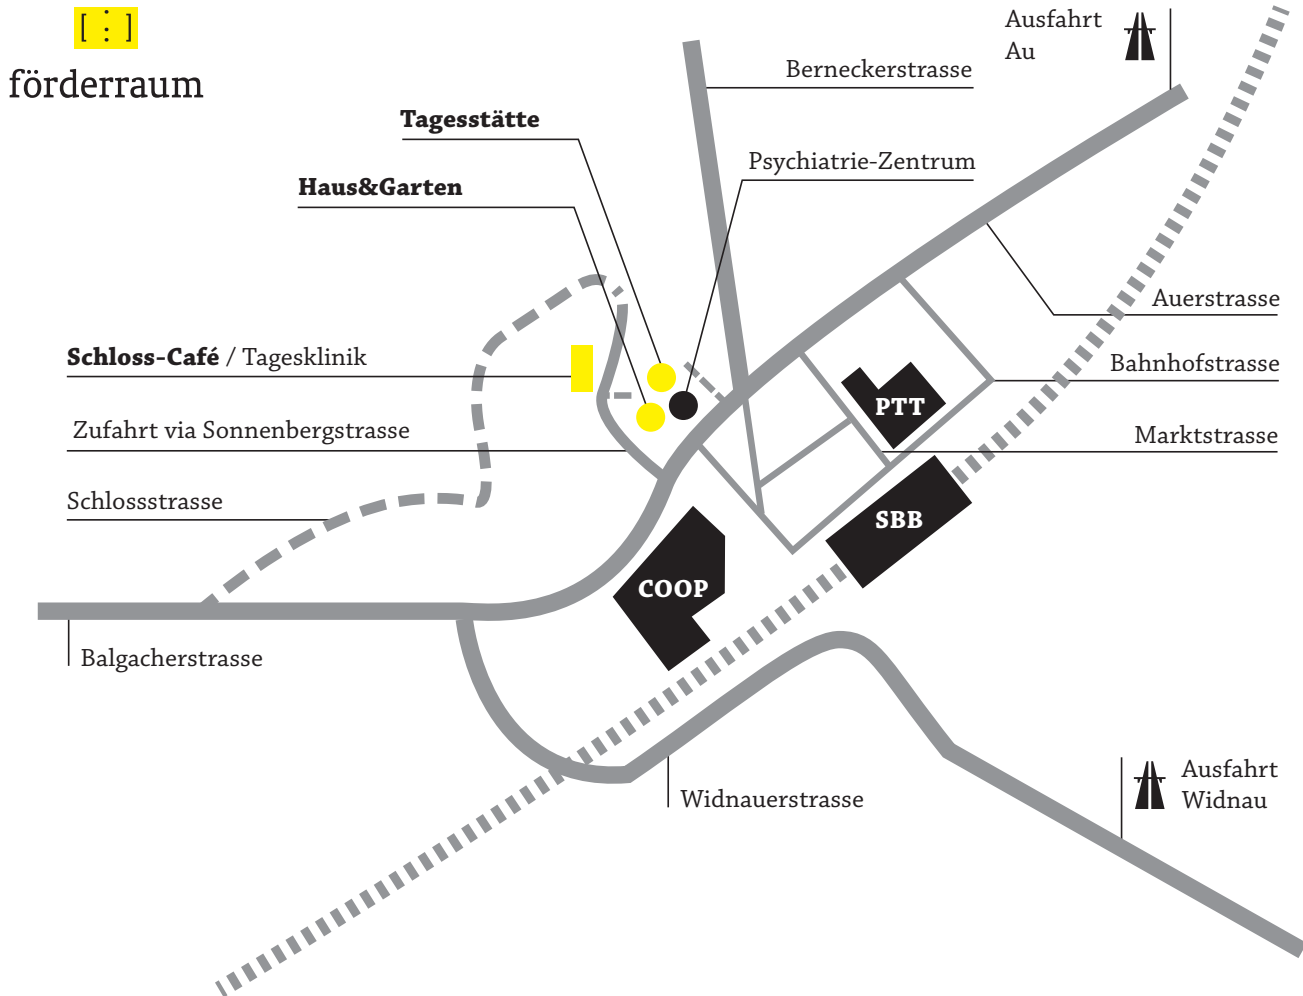 [ : ]
förderraum
Ausfahrt
Au
Berneckerstrasse
Tagesstätte
Psychiatrie-Zentrum
Haus&Garten
Auerstrasse
Schloss-Café / Tagesklinik
Bahnhofstrasse
PTT
Zufahrt via Sonnenbergstrasse
Marktstrasse
Schlossstrasse
SBB
COOP
Balgacherstrasse
Ausfahrt
Widnau
Widnauerstrasse